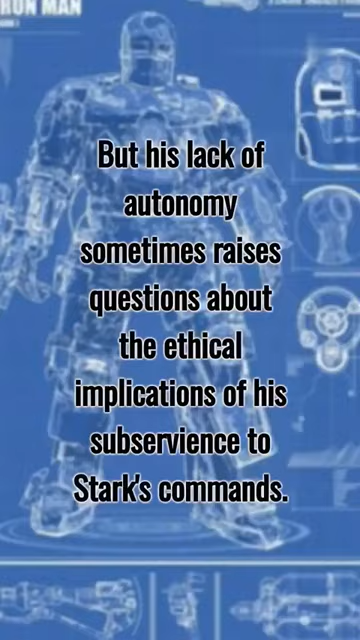 RON MAN
But his lack of
autonomy
sometimes raises
questions about
the ethical
implications of his
subservience to
Stark's commands.